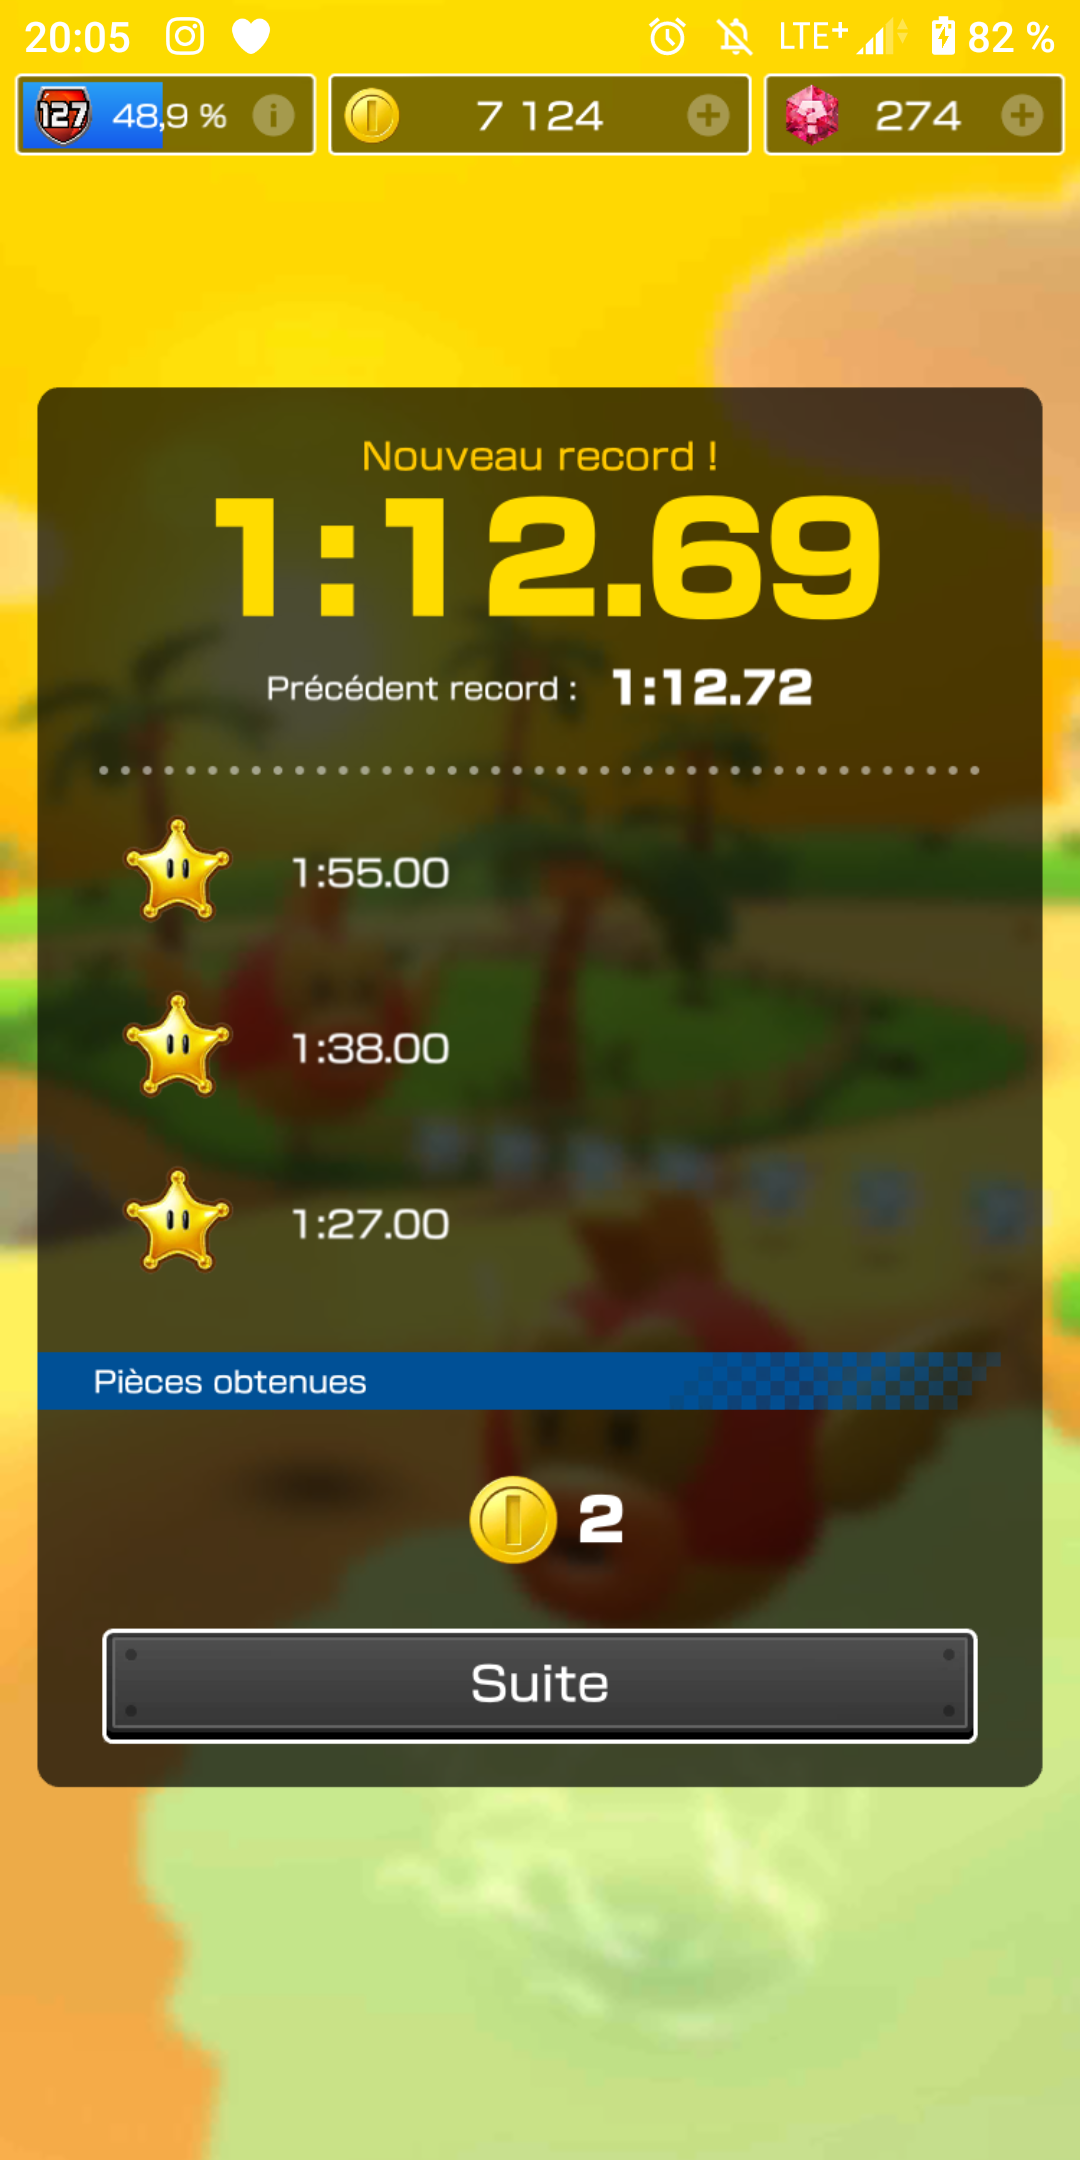 20:05 LTE+ 82 %
127 48,9 % i 7 124 + 274 +
Nouveau record !
1:12.69
Précédent record : 1:12.72
1:55.00
1:38.00
1:27.00
Pièces obtenues
2
Suite